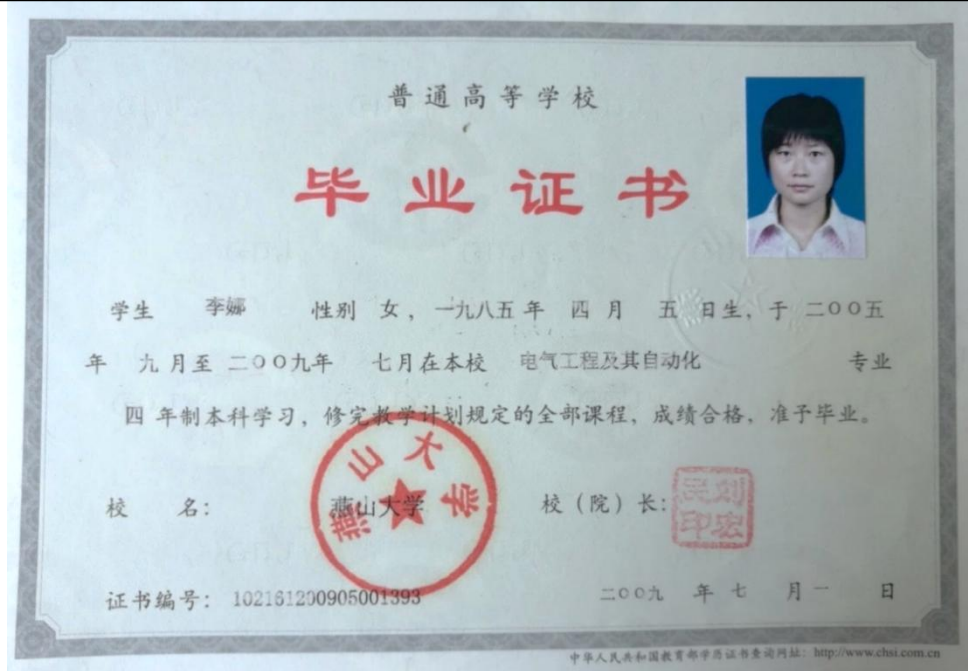 普通高等学校
毕业证书
学生 李娜 性别 女，一九八五年 四月 五日生，于 二〇〇五
年 九月至 二〇〇九年 七月在本校 电气工程及其自动化 专业
四 年制本科学习，修完教学计划规定的全部课程，成绩合格，准予毕业。
校 名： 燕山大学 校（院）长：
燕山大学
刘宏民印
证书编号： 102161200905001393 二〇〇九 年 七 月 一 日
中华人民共和国教育部学历证书查询网址：http://www.chsi.com.cn